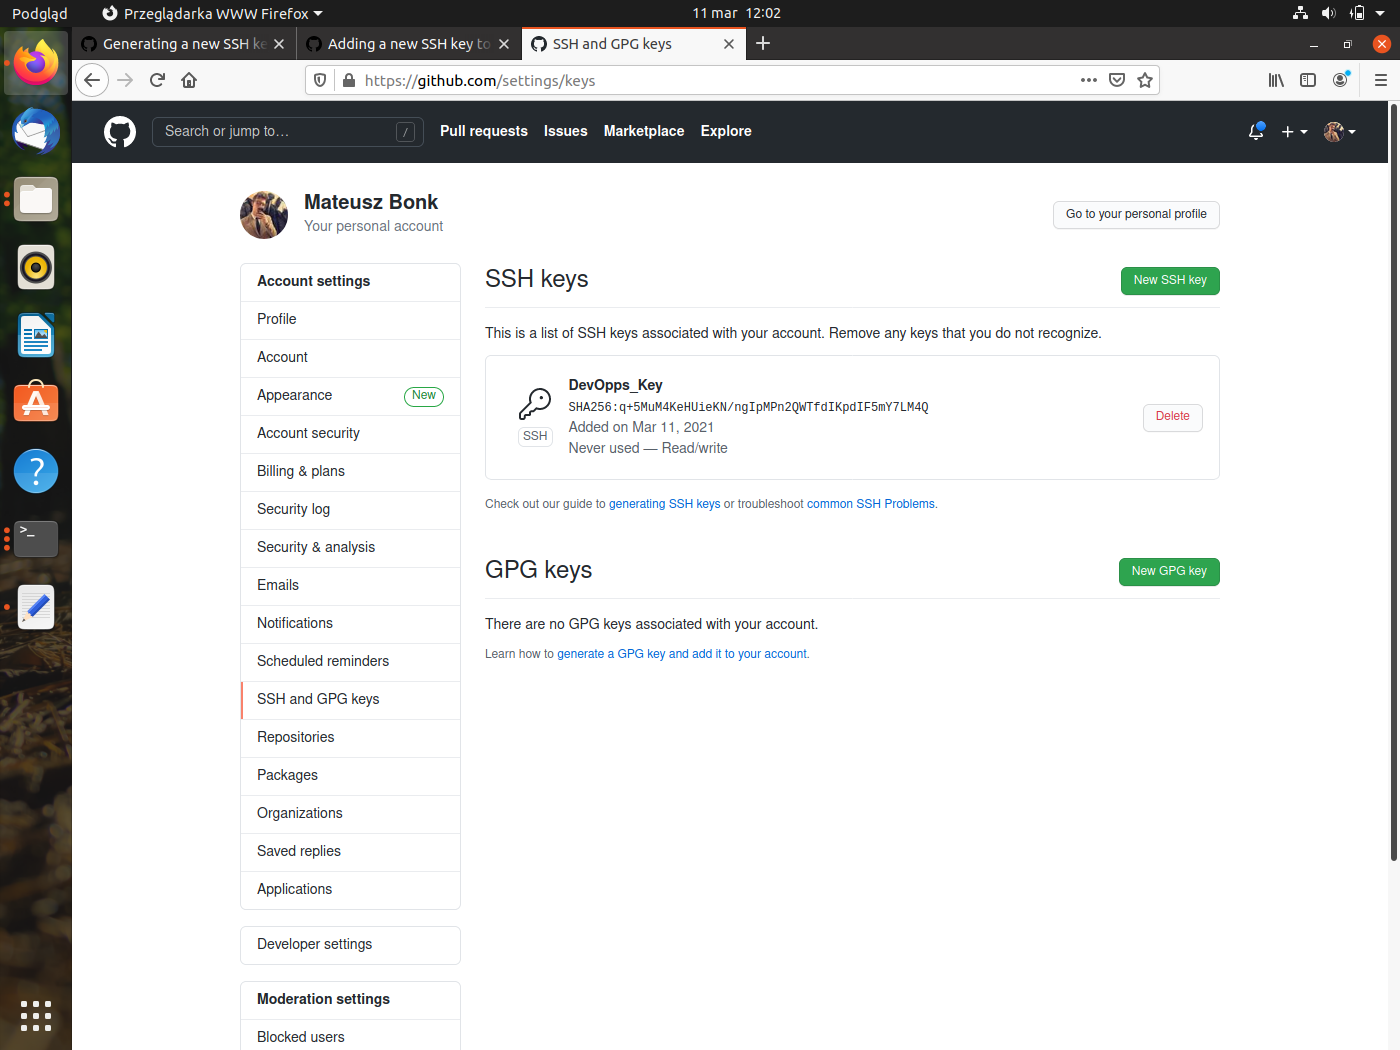 Podgląd
Przeglądarka WWW Firefox
11 mar 12:02
Generating a new SSH ke
Adding a new SSH key to
SSH and GPG keys
https://github.com/settings/keys
Search or jump to…
/
Pull requests
Issues
Marketplace
Explore
Mateusz Bonk
Your personal account
Go to your personal profile
Account settings
Profile
Account
Appearance
New
Account security
Billing & plans
Security log
Security & analysis
Emails
Notifications
Scheduled reminders
SSH and GPG keys
Repositories
Packages
Organizations
Saved replies
Applications
Developer settings
Moderation settings
Blocked users
SSH keys
New SSH key
This is a list of SSH keys associated with your account. Remove any keys that you do not recognize.
DevOpps_Key
SHA256:q+5MuM4KeHUieKN/ngIpMPn2QWTfdIKpdIF5mY7LM4Q
Added on Mar 11, 2021
Never used — Read/write
SSH
Delete
Check out our guide to generating SSH keys or troubleshoot common SSH Problems.
GPG keys
New GPG key
There are no GPG keys associated with your account.
Learn how to generate a GPG key and add it to your account.